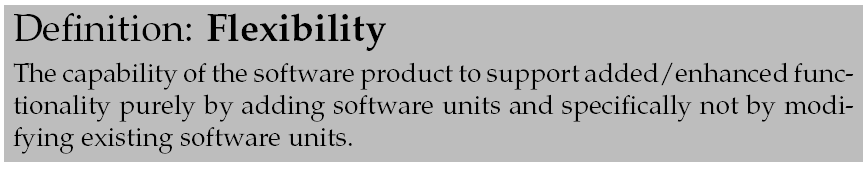 Definition: Flexibility
The capability of the software product to support added/enhanced func-
tionality purely by adding software units and specifically not by modi-
fying existing software units.